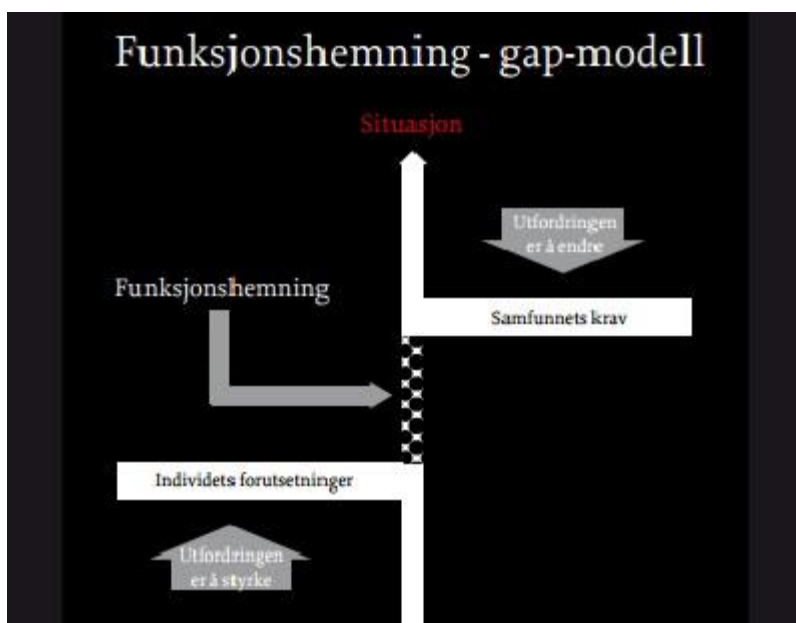 Funksjonshemning - gap-modell
Situasjon
Utfordringen
er å endre
Funksjonshemning
Samfunnets krav
Individets forutsetninger
Utfordringen
er å styrke